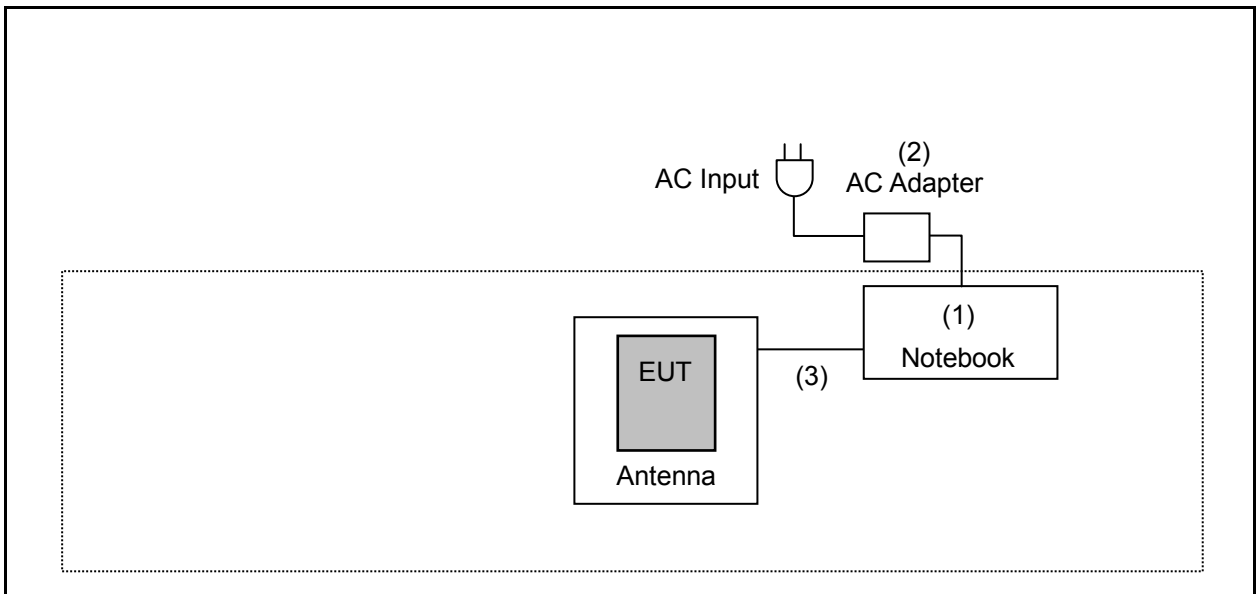 (2)
AC Input
AC Adapter
(1)
Notebook
EUT
(3)
Antenna